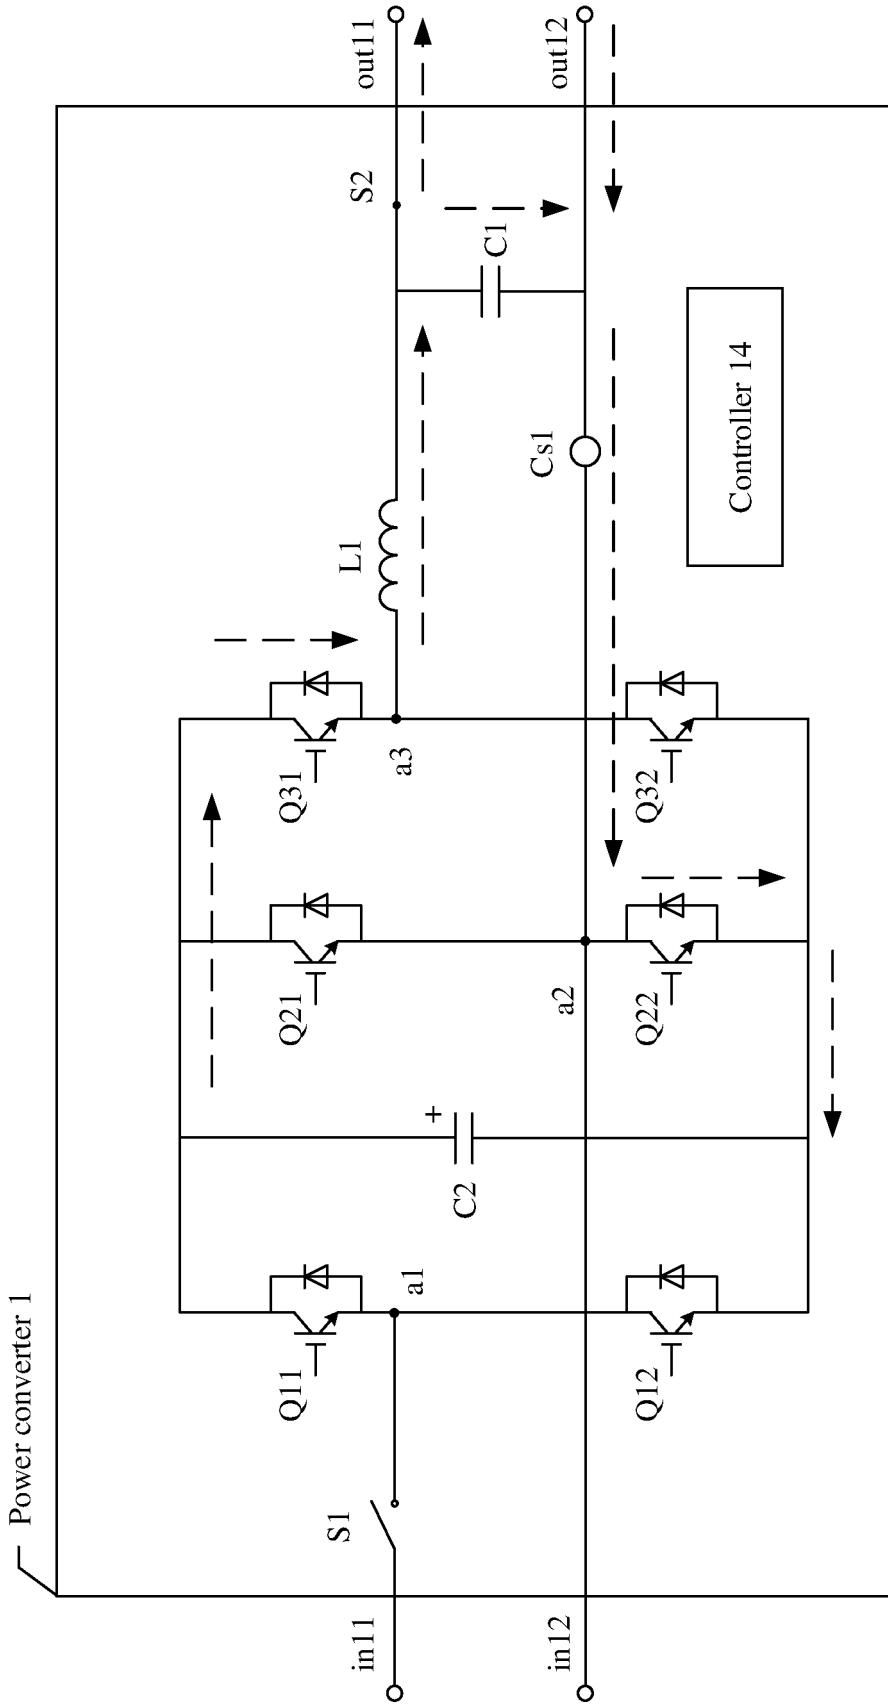 Power converter 1
in11
S1
in12
Q11
a1
Q12
C2
+
Q21
a2
Q22
Q31
a3
Q32
L1
Cs1
Controller 14
C1
S2
out11
out12